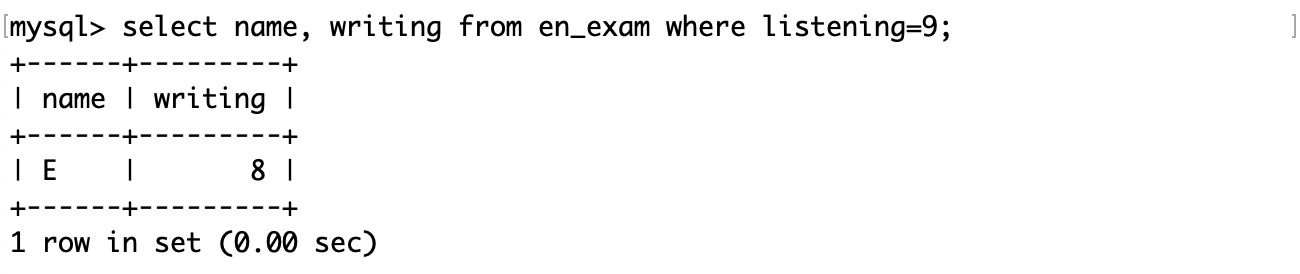 mysql> select name, writing from en_exam where listening=9;
+------+---------+
| name | writing |
+------+---------+
| E    |       8 |
+------+---------+
1 row in set (0.00 sec)